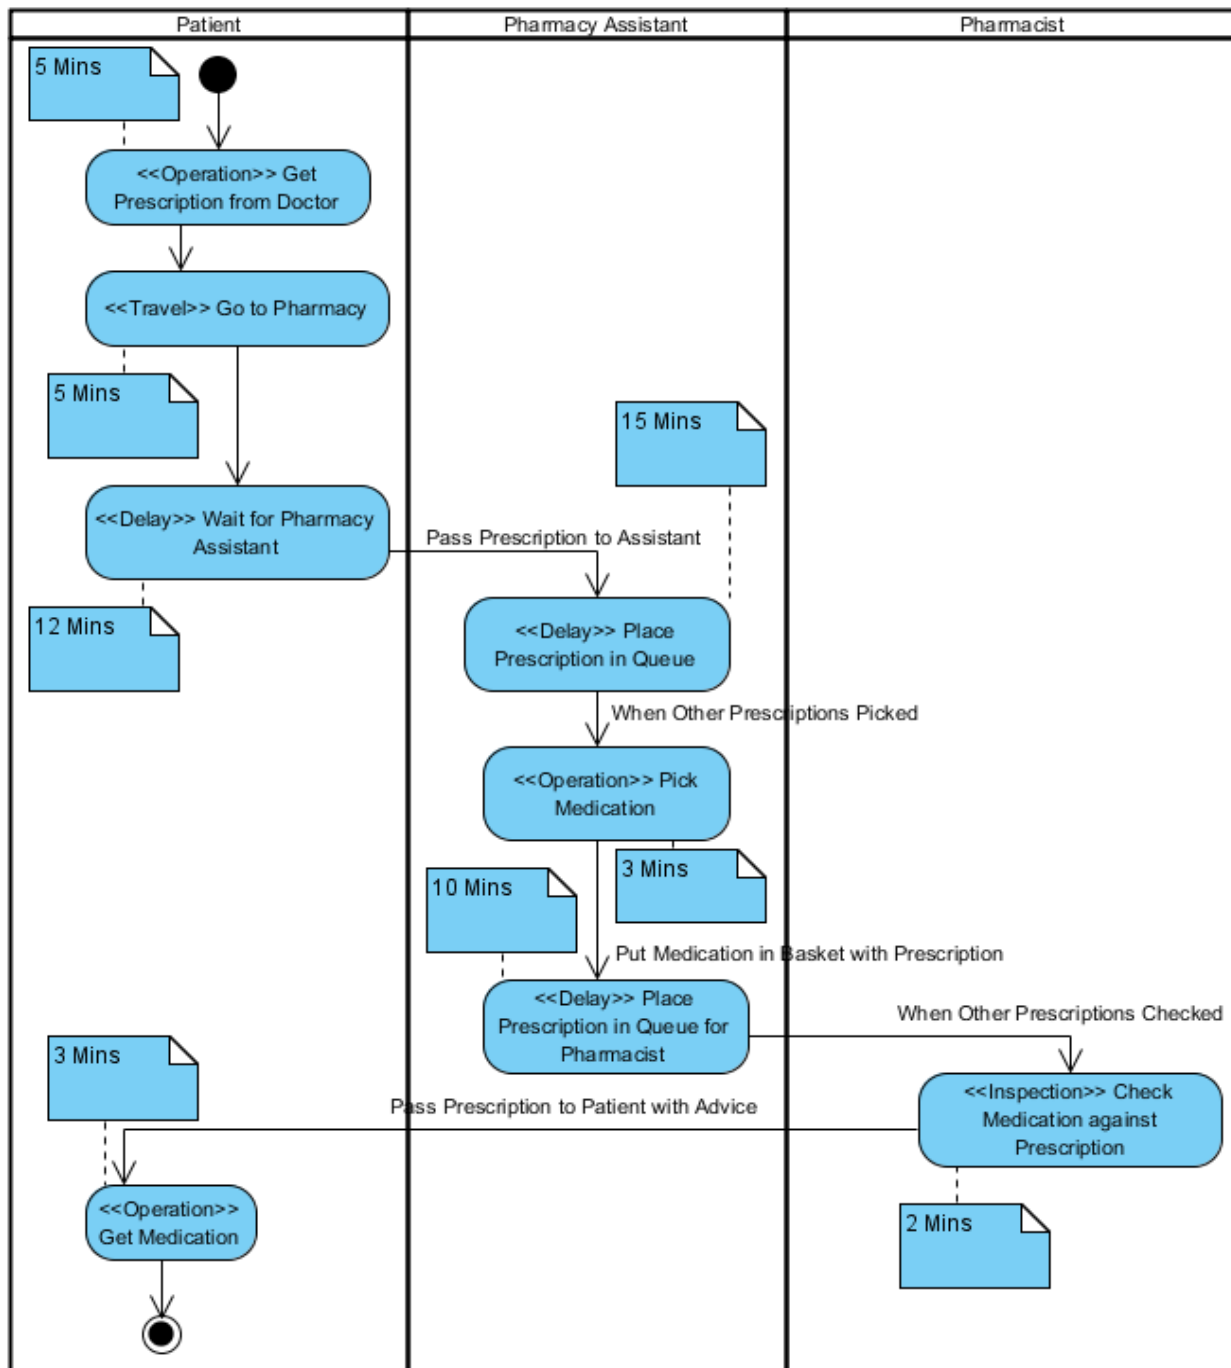 Patient
Pharmacy Assistant
Pharmacist
5 Mins
<<Operation>> Get
Prescription from Doctor
<<Travel>> Go to Pharmacy
5 Mins
15 Mins
<<Delay>> Wait for Pharmacy
Assistant
Pass Prescription to Assistant
12 Mins
<<Delay>> Place
Prescription in Queue
When Other Prescriptions Picked
<<Operation>> Pick
Medication
3 Mins
10 Mins
Put Medication in Basket with Prescription
<<Delay>> Place
Prescription in Queue for
Pharmacist
When Other Prescriptions Checked
<<Inspection>> Check
Medication against
Prescription
2 Mins
Pass Prescription to Patient with Advice
3 Mins
<<Operation>>
Get Medication